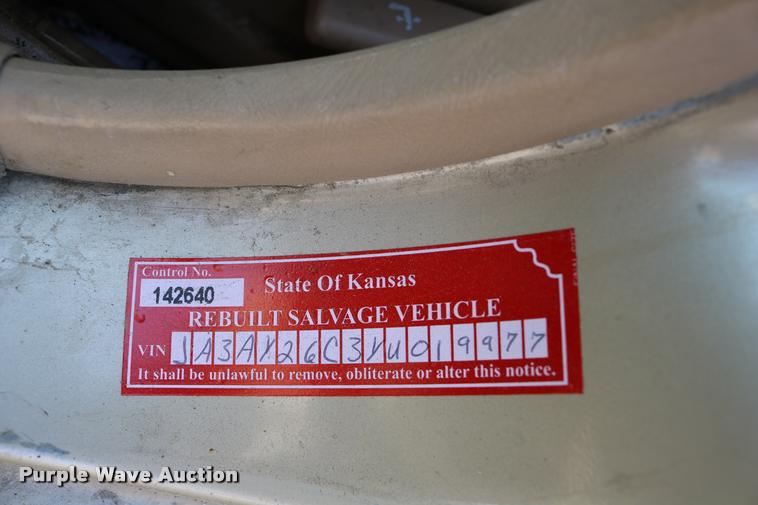 Control No.
142640
State Of Kansas
REBUILT SALVAGE VEHICLE
VIN JA3AY26C3YU019977
It shall be unlawful to remove, obliterate or alter this notice.
Purple Wave Auction